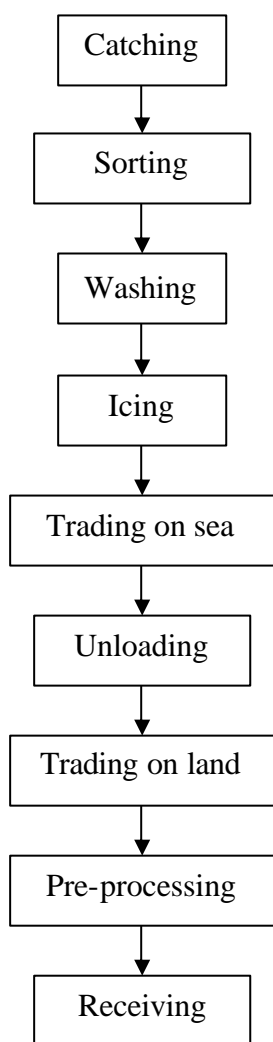 Catching
Sorting
Washing
Icing
Trading on sea
Unloading
Trading on land
Pre-processing
Receiving